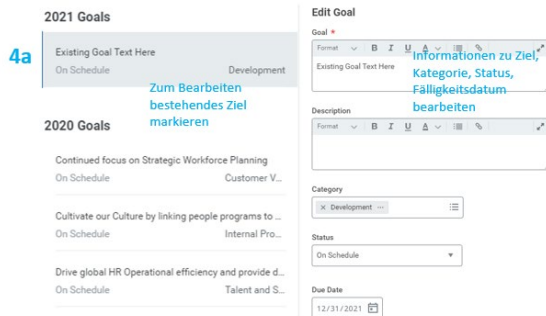 2021 Goals
4a
Existing Goal Text Here
On Schedule Development
Zum Bearbeiten
bestehendes Ziel
markieren
2020 Goals
Continued focus on Strategic Workforce Planning
On Schedule Customer V...
Cultivate our Culture by linking people programs to ...
On Schedule Internal Pro...
Drive global HR Operational efficiency and provide d...
On Schedule Talent and S...
Edit Goal
Goal *
Format B I U A
Existing Goal Text Here
Informationen zu Ziel,
Kategorie, Status,
Fälligkeitsdatum
bearbeiten
Description
Format B I U A
Category
× Development ...
Status
On Schedule
Due Date
12/31/2021